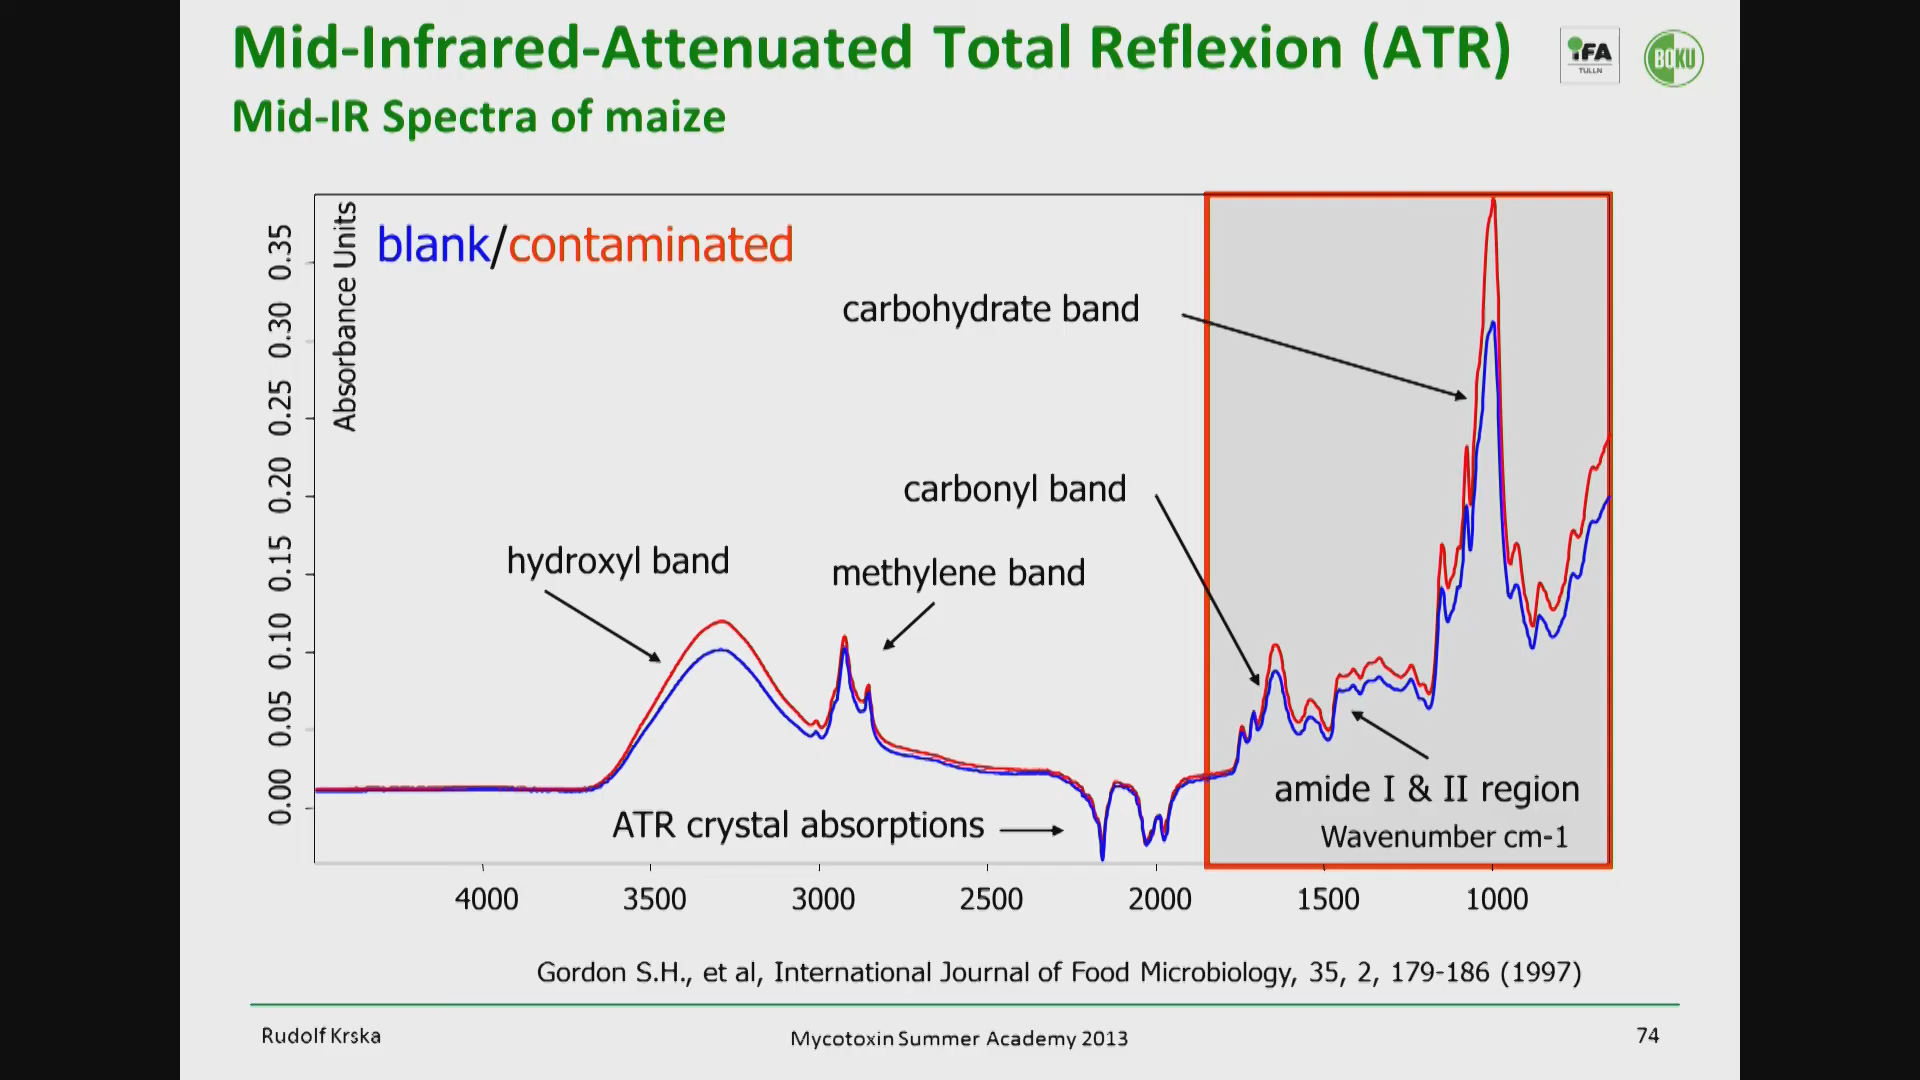 Mid-Infrared-Attenuated Total Reflexion (ATR)
Mid-IR Spectra of maize
iFA
TULLN
BOKU
Absorbance Units
blank/contaminated
carbohydrate band
carbonyl band
hydroxyl band
methylene band
ATR crystal absorptions
amide I & II region
Wavenumber cm-1
0.35
0.30
0.25
0.20
0.15
0.10
0.05
0.00
4000 3500 3000 2500 2000 1500 1000
Gordon S.H., et al, International Journal of Food Microbiology, 35, 2, 179-186 (1997)
Rudolf Krska
Mycotoxin Summer Academy 2013
74